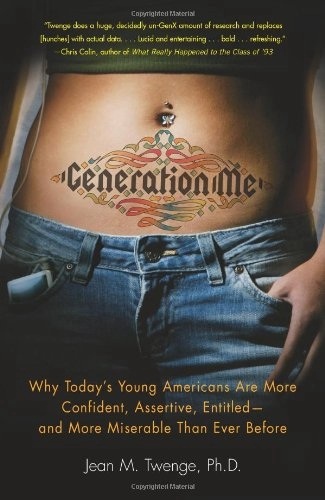 "Twenge does a huge, decidedly un-GenX amount of research and replaces
[hunches] with actual data. . . . Lucid and entertaining . . . bold . . . refreshing."
—Chris Colin, author of What Really Happened to the Class of '93
Generation Me
Why Today's Young Americans Are More
Confident, Assertive, Entitled—
and More Miserable Than Ever Before
Jean M. Twenge, Ph.D.